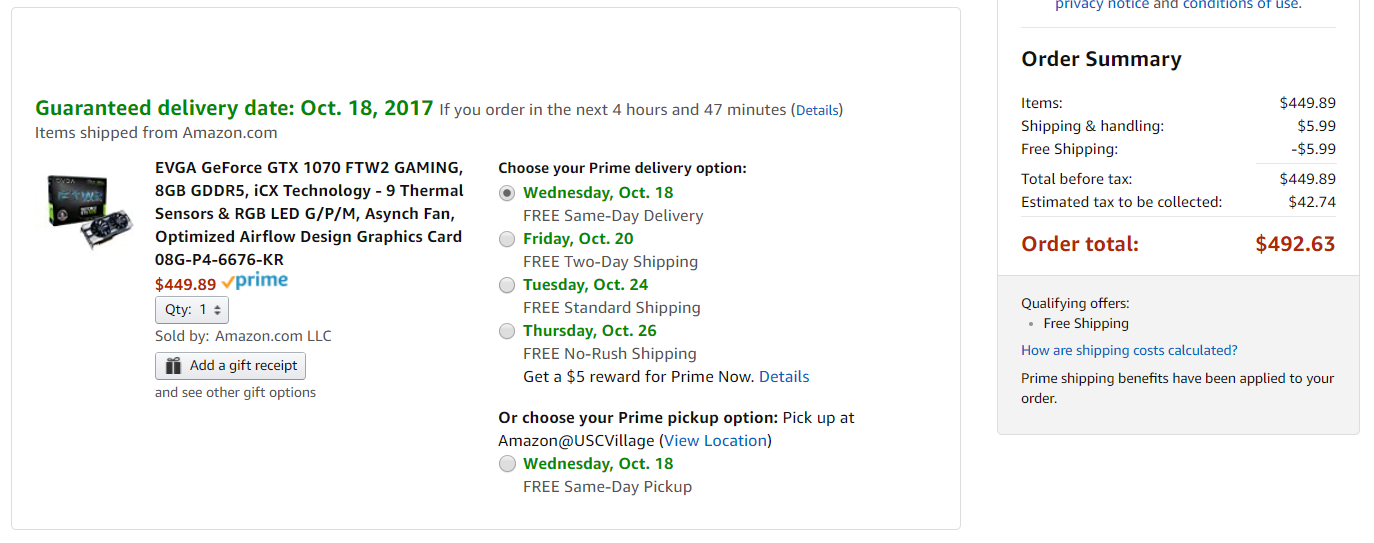 privacy notice and conditions of use.
Guaranteed delivery date: Oct. 18, 2017 If you order in the next 4 hours and 47 minutes (Details)
Items shipped from Amazon.com
EVGA GeForce GTX 1070 FTW2 GAMING,
8GB GDDR5, iCX Technology - 9 Thermal
Sensors & RGB LED G/P/M, Asynch Fan,
Optimized Airflow Design Graphics Card
08G-P4-6676-KR
$449.89 prime
Qty: 1
Sold by: Amazon.com LLC
Add a gift receipt
and see other gift options
Choose your Prime delivery option:
Wednesday, Oct. 18
FREE Same-Day Delivery
Friday, Oct. 20
FREE Two-Day Shipping
Tuesday, Oct. 24
FREE Standard Shipping
Thursday, Oct. 26
FREE No-Rush Shipping
Get a $5 reward for Prime Now. Details
Or choose your Prime pickup option: Pick up at
Amazon@USCVillage (View Location)
Wednesday, Oct. 18
FREE Same-Day Pickup
Order Summary
Items: $449.89
Shipping & handling: $5.99
Free Shipping: -$5.99
Total before tax: $449.89
Estimated tax to be collected: $42.74
Order total: $492.63
Qualifying offers:
• Free Shipping
How are shipping costs calculated?
Prime shipping benefits have been applied to your
order.